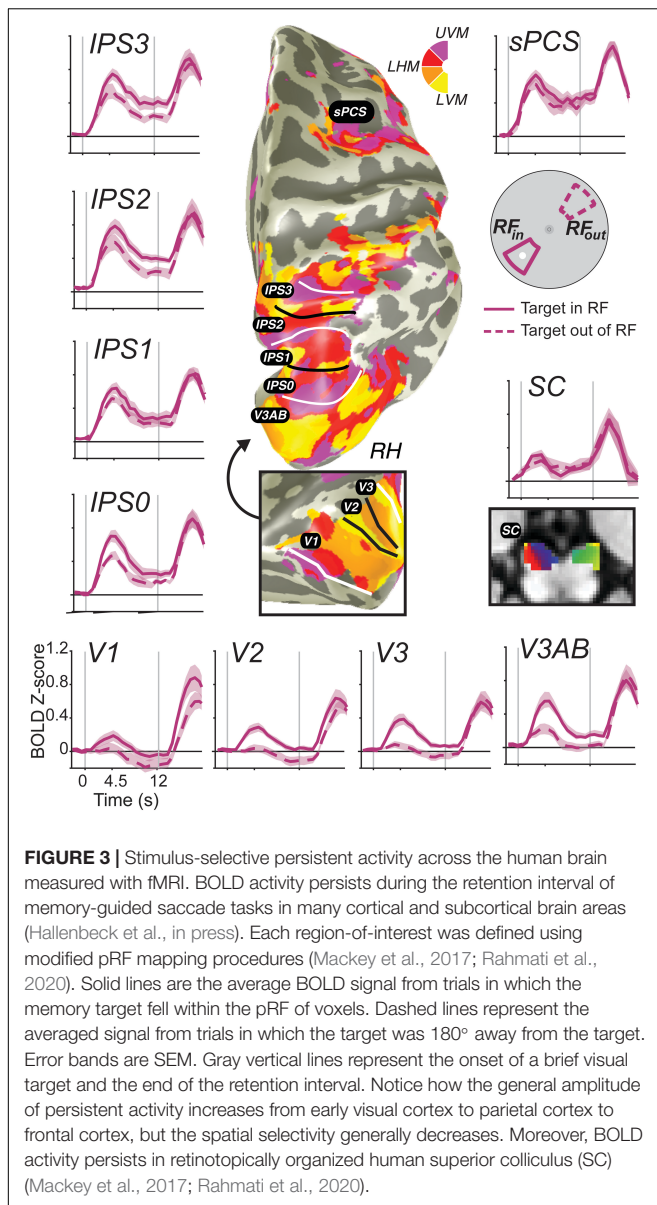 IPS3
UVM
LHM
LVM
sPCS
sPCS
IPS2
RFin
RFout
Target in RF
Target out of RF
IPS3
IPS2
IPS1
IPS0
V3AB
IPS1
RH
SC
V3
V2
V1
SC
IPS0
V1
V2
V3
V3AB
BOLD Z-score
1.2
0.8
0.4
0
0
4.5
12
Time (s)
FIGURE 3 | Stimulus-selective persistent activity across the human brain
measured with fMRI. BOLD activity persists during the retention interval of
memory-guided saccade tasks in many cortical and subcortical brain areas
(Hallenbeck et al., in press). Each region-of-interest was defined using
modified pRF mapping procedures (Mackey et al., 2017; Rahmati et al.,
2020). Solid lines are the average BOLD signal from trials in which the
memory target fell within the pRF of voxels. Dashed lines represent the
averaged signal from trials in which the target was 180° away from the target.
Error bands are SEM. Gray vertical lines represent the onset of a brief visual
target and the end of the retention interval. Notice how the general amplitude
of persistent activity increases from early visual cortex to parietal cortex to
frontal cortex, but the spatial selectivity generally decreases. Moreover, BOLD
activity persists in retinotopically organized human superior colliculus (SC)
(Mackey et al., 2017; Rahmati et al., 2020).